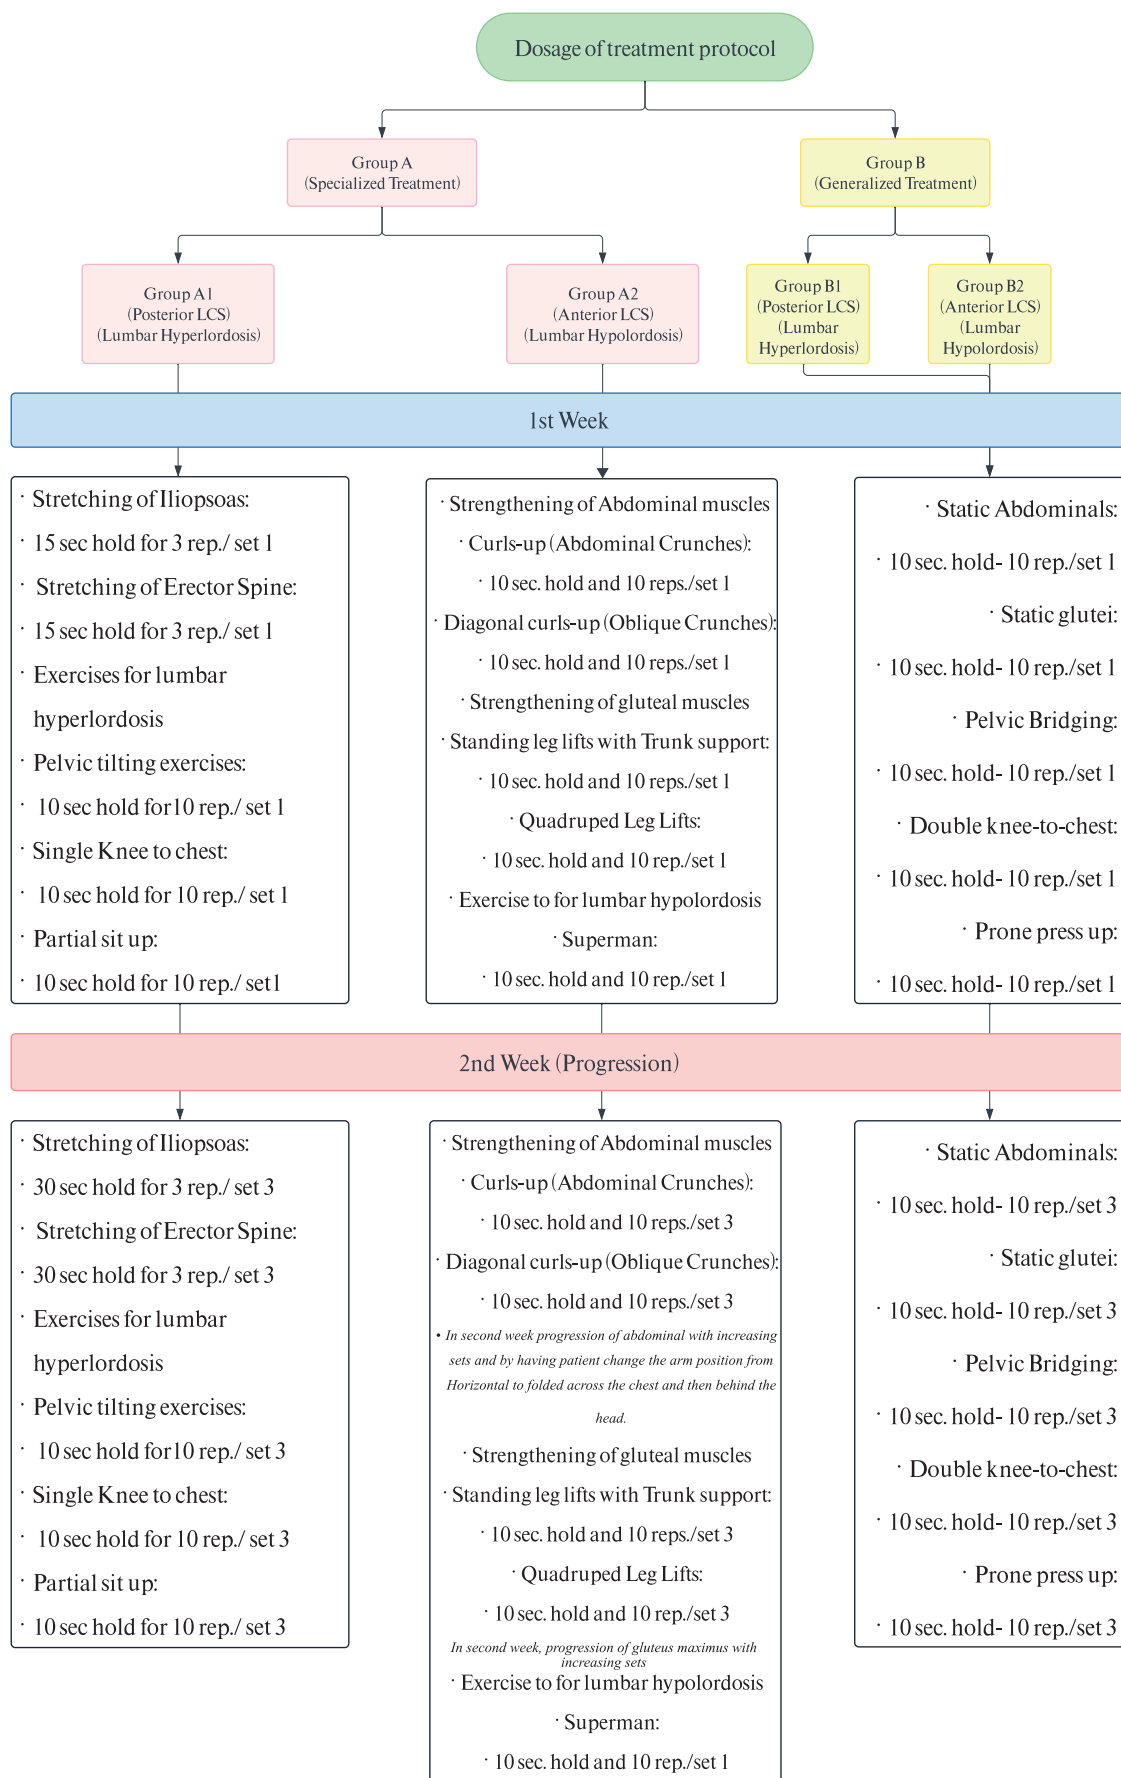 Dosage of treatment protocol
Group A
(Specialized Treatment)
Group B
(Generalized Treatment)
Group A1
(Posterior LCS)
(Lumbar Hyperlordosis)
Group A2
(Anterior LCS)
(Lumbar Hypolordosis)
Group B1
(Posterior LCS)
(Lumbar
Hyperlordosis)
Group B2
(Anterior LCS)
(Lumbar
Hypolordosis)
1st Week
· Stretching of Iliopsoas:
· 15 sec hold for 3 rep./ set 1
· Stretching of Erector Spine:
· 15 sec hold for 3 rep./ set 1
· Exercises for lumbar
hyperlordosis
· Pelvic tilting exercises:
· 10 sec hold for10 rep./ set 1
· Single Knee to chest:
· 10 sec hold for 10 rep./ set 1
· Partial sit up:
· 10 sec hold for 10 rep./ set1
· Strengthening of Abdominal muscles
· Curls-up (Abdominal Crunches):
· 10 sec. hold and 10 reps./set 1
· Diagonal curls-up (Oblique Crunches):
· 10 sec. hold and 10 reps./set 1
· Strengthening of gluteal muscles
· Standing leg lifts with Trunk support:
· 10 sec. hold and 10 reps./set 1
· Quadruped Leg Lifts:
· 10 sec. hold and 10 rep./set 1
· Exercise to for lumbar hypolordosis
· Superman:
· 10 sec. hold and 10 rep./set 1
· Static Abdominals:
· 10 sec. hold- 10 rep./set 1
· Static glutei:
· 10 sec. hold- 10 rep./set 1
· Pelvic Bridging:
· 10 sec. hold- 10 rep./set 1
· Double knee-to-chest:
· 10 sec. hold- 10 rep./set 1
· Prone press up:
· 10 sec. hold- 10 rep./set 1
2nd Week (Progression)
· Stretching of Iliopsoas:
· 30 sec hold for 3 rep./ set 3
· Stretching of Erector Spine:
· 30 sec hold for 3 rep./ set 3
· Exercises for lumbar
hyperlordosis
· Pelvic tilting exercises:
· 10 sec hold for10 rep./ set 3
· Single Knee to chest:
· 10 sec hold for 10 rep./ set 3
· Partial sit up:
· 10 sec hold for 10 rep./ set 3
· Strengthening of Abdominal muscles
· Curls-up (Abdominal Crunches):
· 10 sec. hold and 10 reps./set 3
· Diagonal curls-up (Oblique Crunches):
· 10 sec. hold and 10 reps./set 3
• In second week progression of abdominal with increasing
sets and by having patient change the arm position from
Horizontal to folded across the chest and then behind the
head.
· Strengthening of gluteal muscles
· Standing leg lifts with Trunk support:
· 10 sec. hold and 10 reps./set 3
· Quadruped Leg Lifts:
· 10 sec. hold and 10 rep./set 3
In second week, progression of gluteus maximus with
increasing sets
· Exercise to for lumbar hypolordosis
· Superman:
· 10 sec. hold and 10 rep./set 1
· Static Abdominals:
· 10 sec. hold- 10 rep./set 3
· Static glutei:
· 10 sec. hold- 10 rep./set 3
· Pelvic Bridging:
· 10 sec. hold- 10 rep./set 3
· Double knee-to-chest:
· 10 sec. hold- 10 rep./set 3
· Prone press up:
· 10 sec. hold- 10 rep./set 3